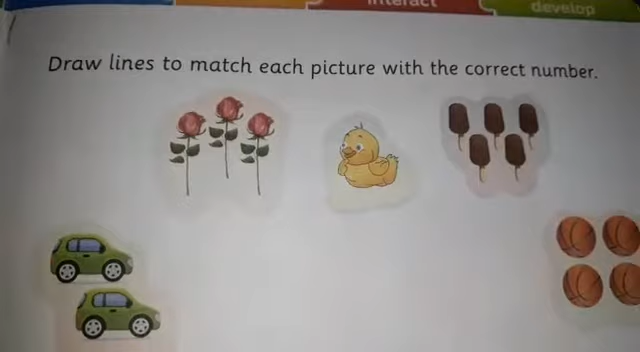 interact
develop
Draw lines to match each picture with the correct number.